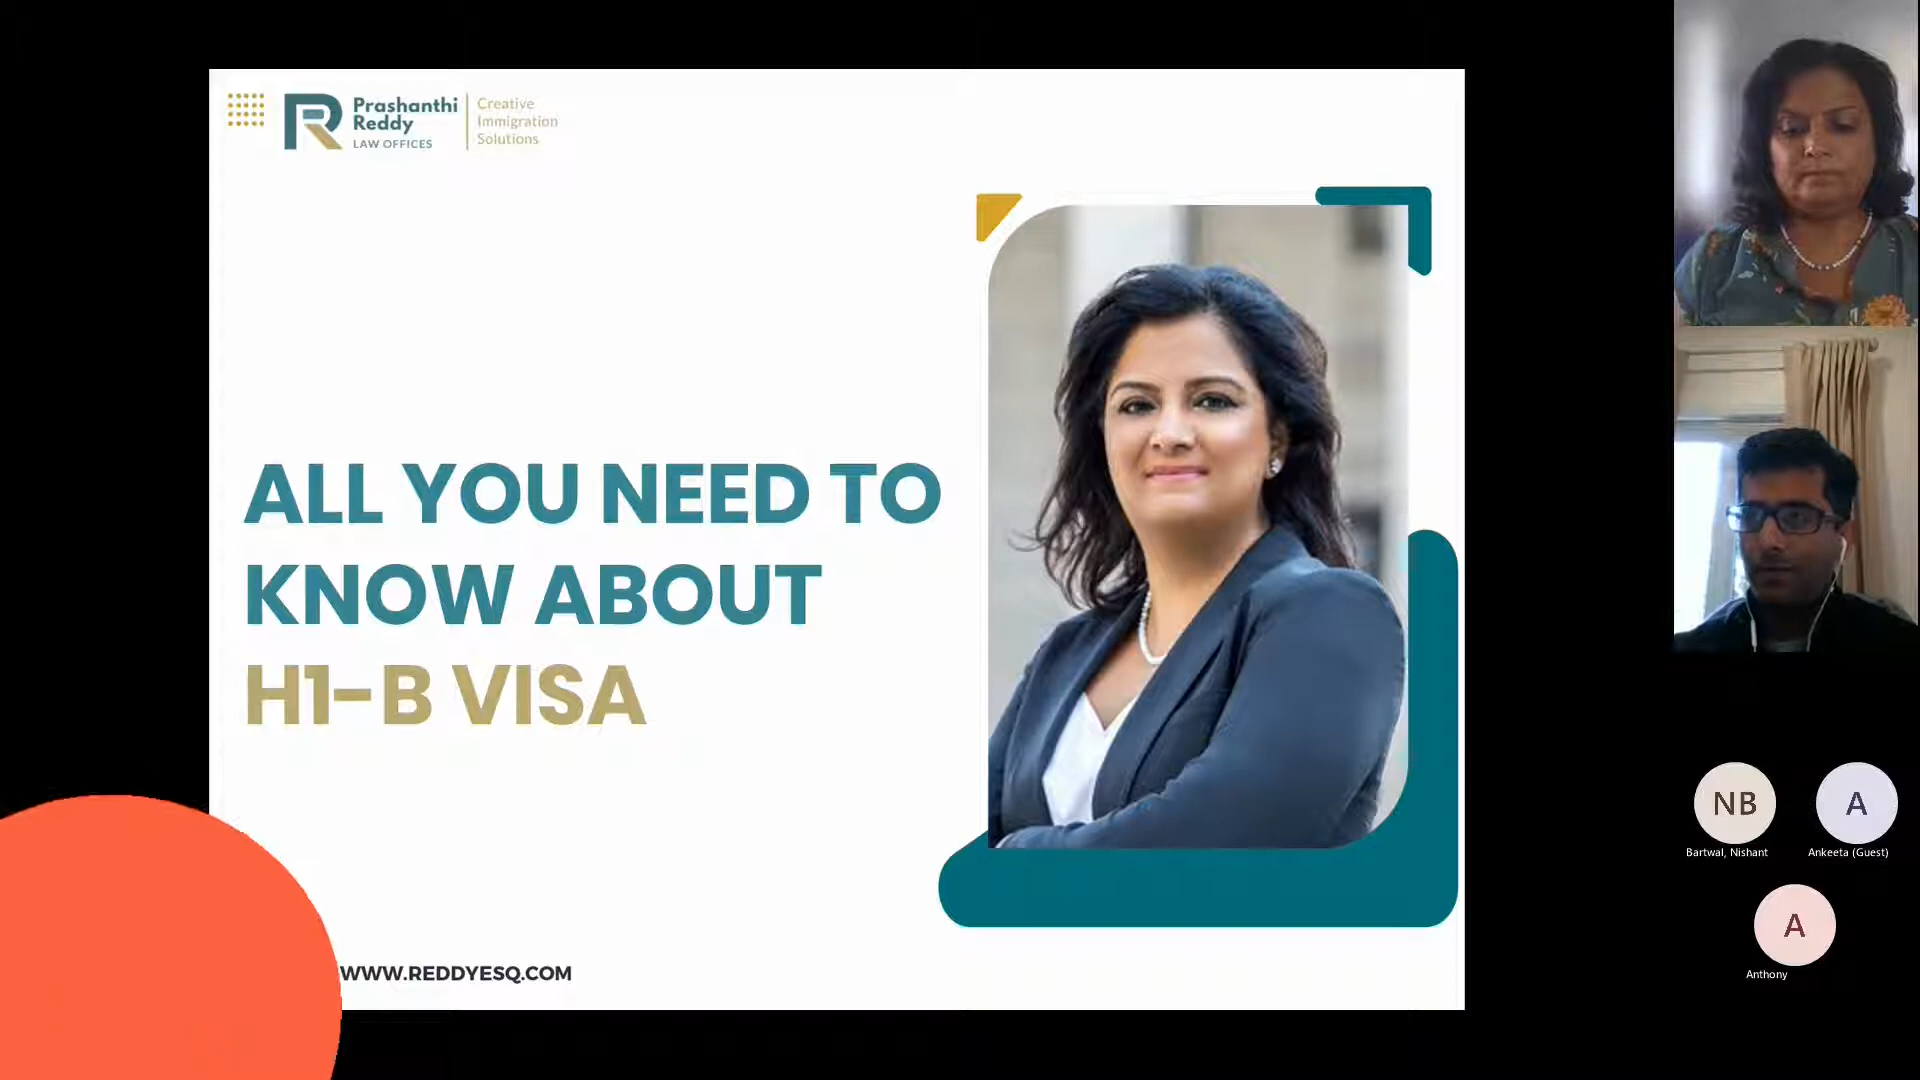 Prashanthi
Reddy
LAW OFFICES
Creative
Immigration
Solutions
ALL YOU NEED TO
KNOW ABOUT
H1-B VISA
WWW.REDDYESQ.COM
NB
Bartwal, Nishant
A
Ankeeta (Guest)
A
Anthony